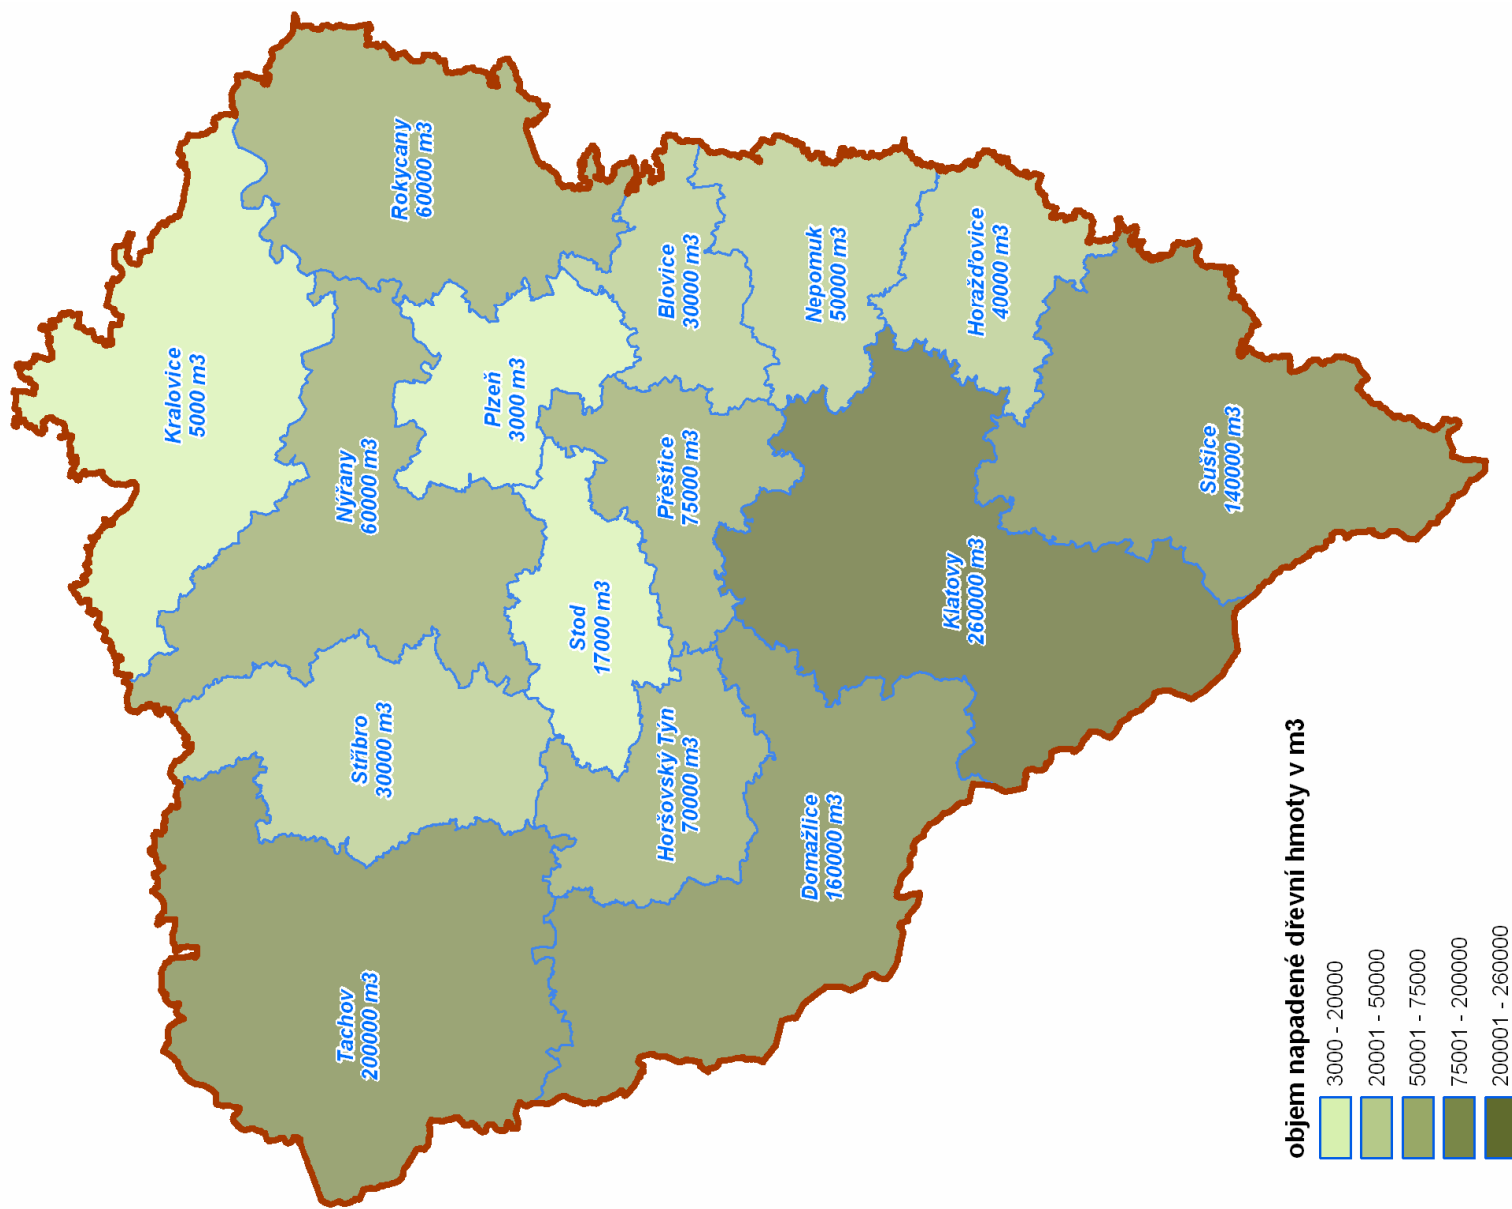 Kralovice
5000 m3
Rokycany
60000 m3
Nýřany
60000 m3
Plzeň
3000 m3
Stříbro
30000 m3
Tachov
200000 m3
Stod
17000 m3
Přeštice
75000 m3
Blovice
30000 m3
Horšovský Týn
70000 m3
Nepomuk
50000 m3
Domažlice
160000 m3
Horažďovice
40000 m3
Klatovy
260000 m3
Sušice
140000 m3
objem napadené dřevní hmoty v m3
3000 - 20000
20001 - 50000
50001 - 75000
75001 - 200000
200001 - 260000